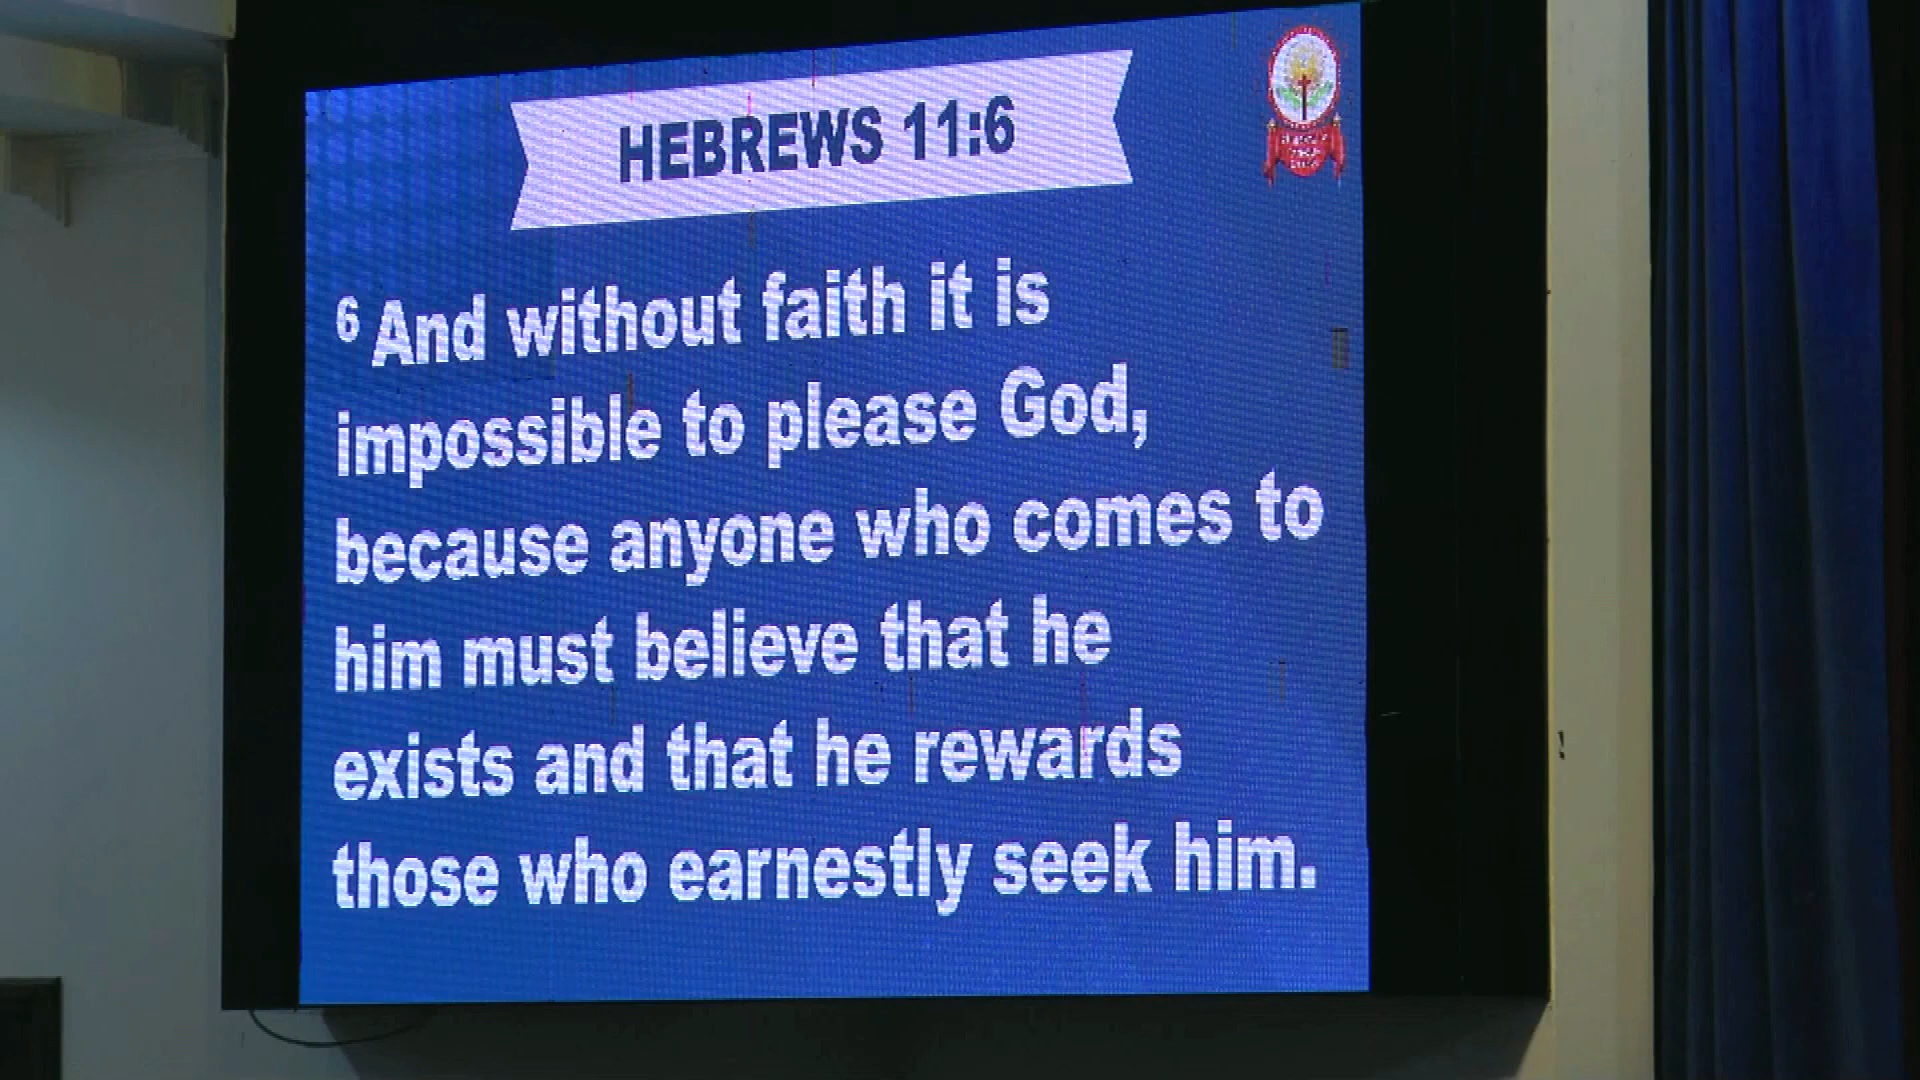 HEBREWS 11:6
6 And without faith it is
impossible to please God,
because anyone who comes to
him must believe that he
exists and that he rewards
those who earnestly seek him.